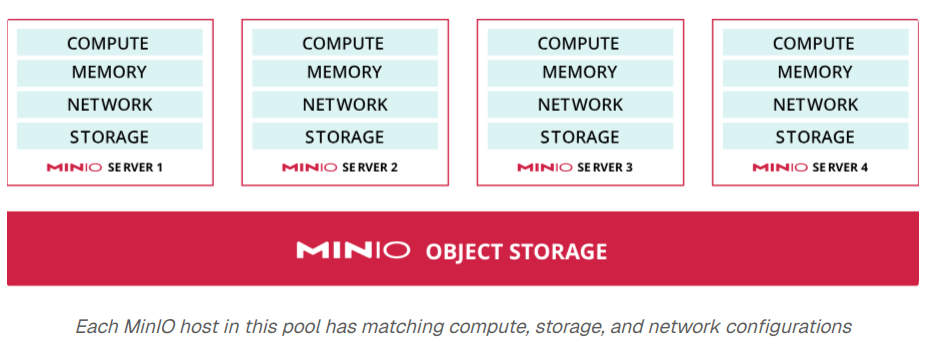 COMPUTE COMPUTE COMPUTE COMPUTE
MEMORY MEMORY MEMORY MEMORY
NETWORK NETWORK NETWORK NETWORK
STORAGE STORAGE STORAGE STORAGE
MINIO SERVER 1 MINIO SERVER 2 MINIO SERVER 3 MINIO SERVER 4
MINIO OBJECT STORAGE
Each MinIO host in this pool has matching compute, storage, and network configurations